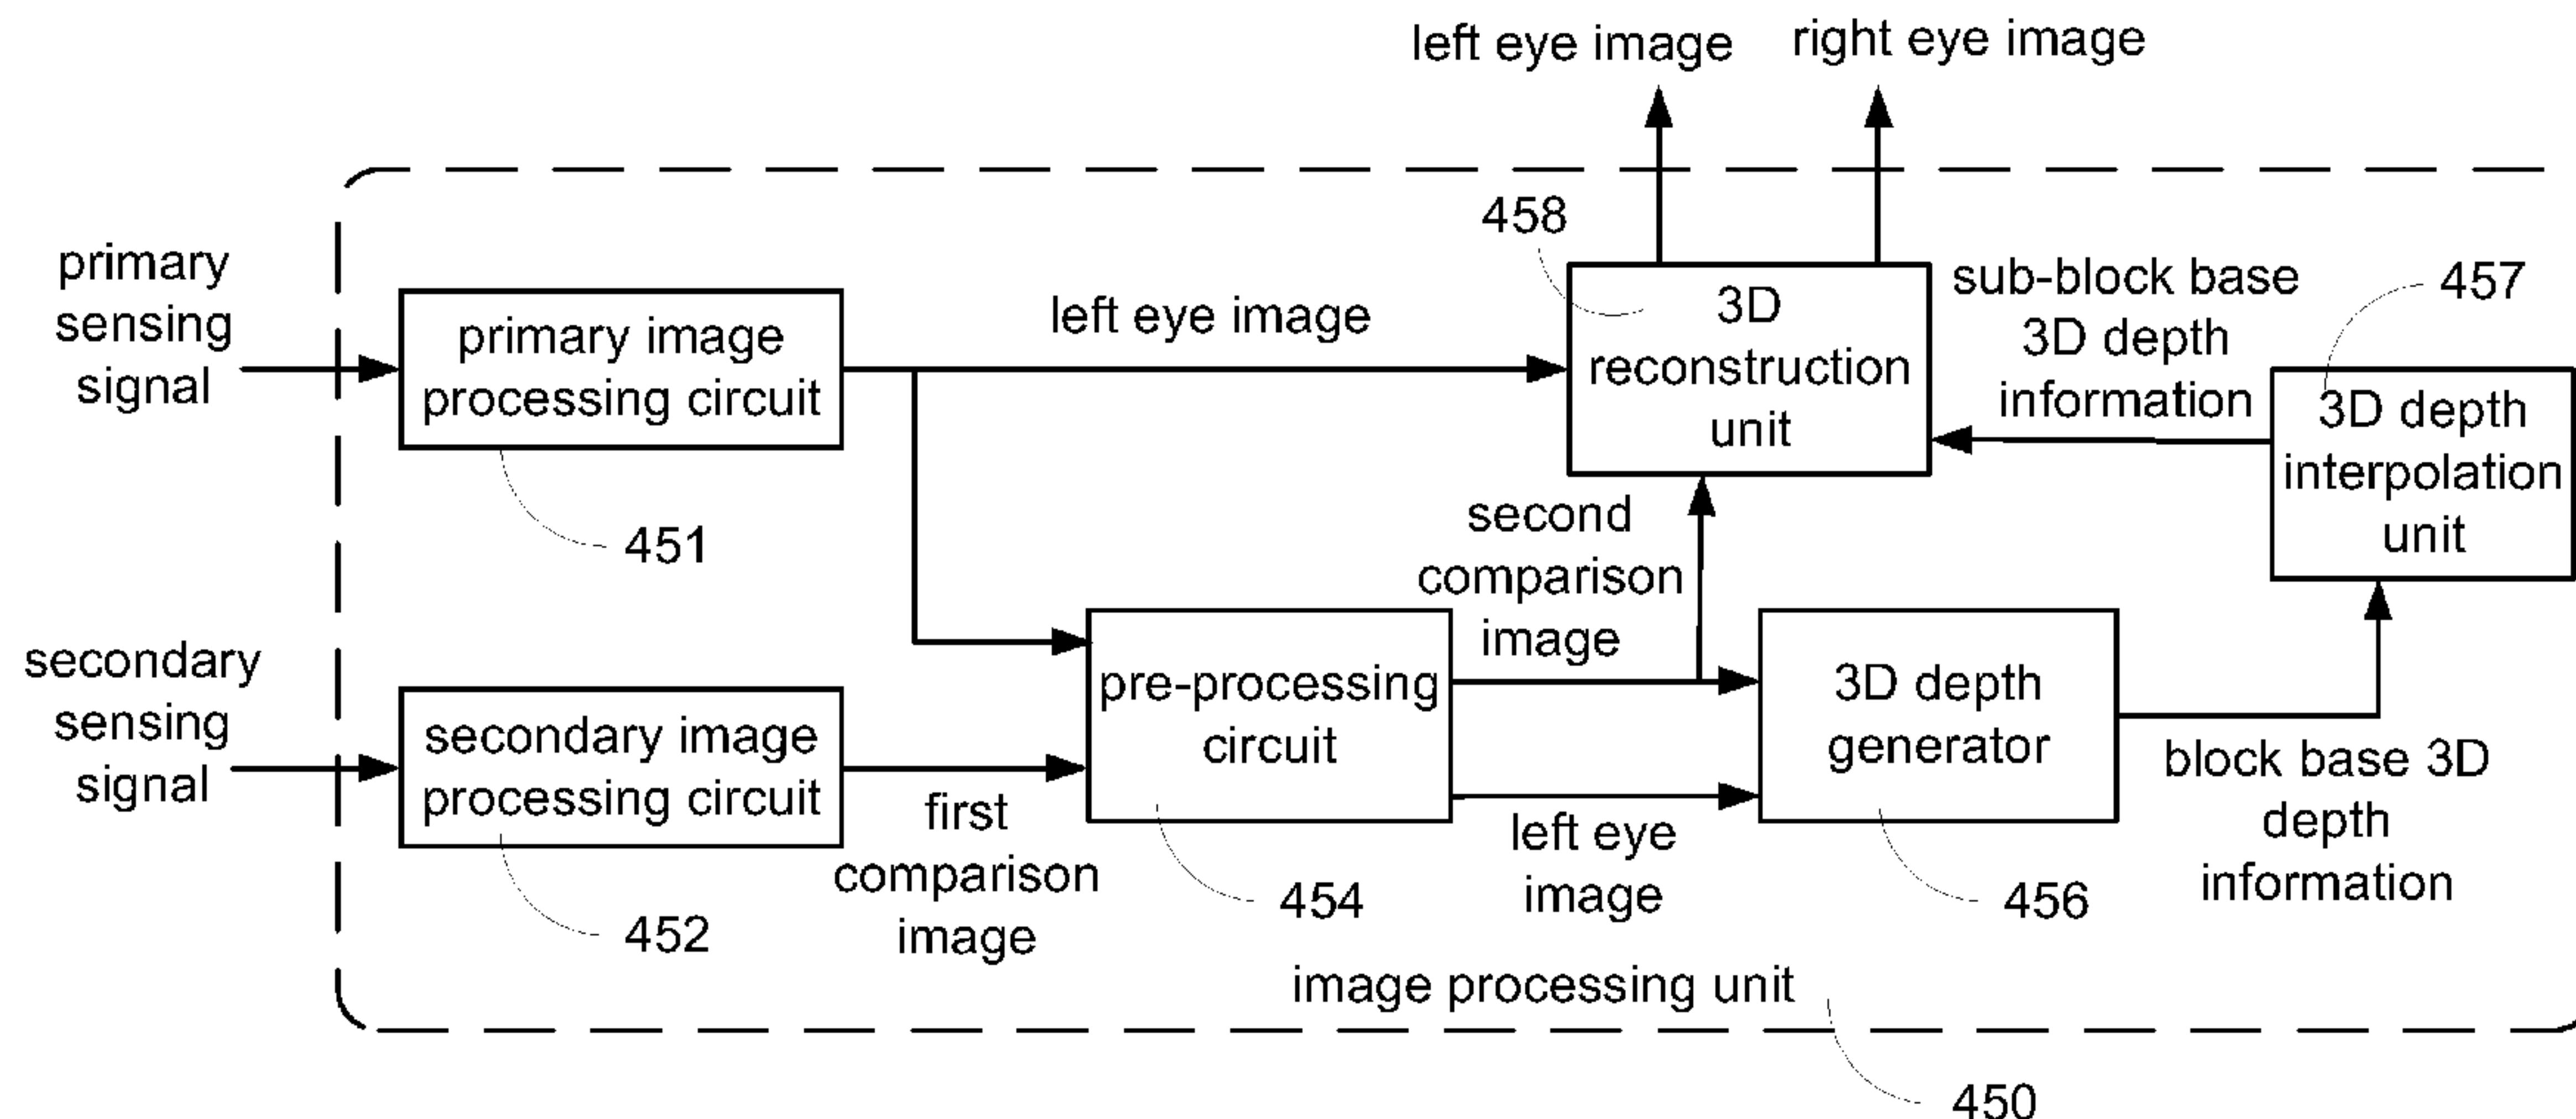 left eye image
right eye image
458
primary
sensing
signal
primary image
processing circuit
left eye image
3D
reconstruction
unit
sub-block base
3D depth
information
457
3D depth
interpolation
unit
451
second
comparison
image
secondary
sensing
signal
secondary image
processing circuit
first
comparison
image
pre-processing
circuit
3D depth
generator
left eye
image
block base 3D
depth
information
452
454
456
image processing unit
450